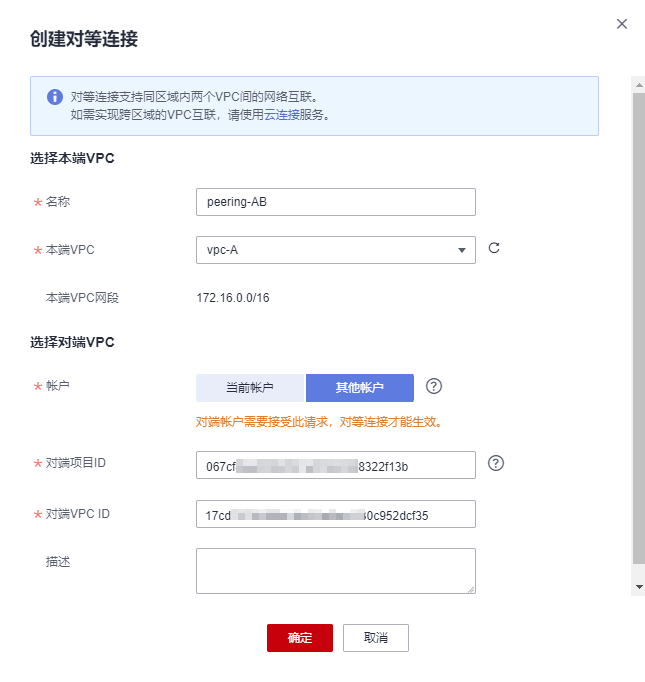 创建对等连接
对等连接支持同区域内两个VPC间的网络互联。
如需实现跨区域的VPC互联，请使用云连接服务。
选择本端VPC
* 名称 peering-AB
* 本端VPC vpc-A
本端VPC网段 172.16.0.0/16
选择对端VPC
* 帐户 当前帐户 其他帐户
对端帐户需要接受此请求，对等连接才能生效。
* 对端项目ID 067cf 8322f13b
* 对端VPC ID 17cd 0c952dcf35
描述
确定 取消